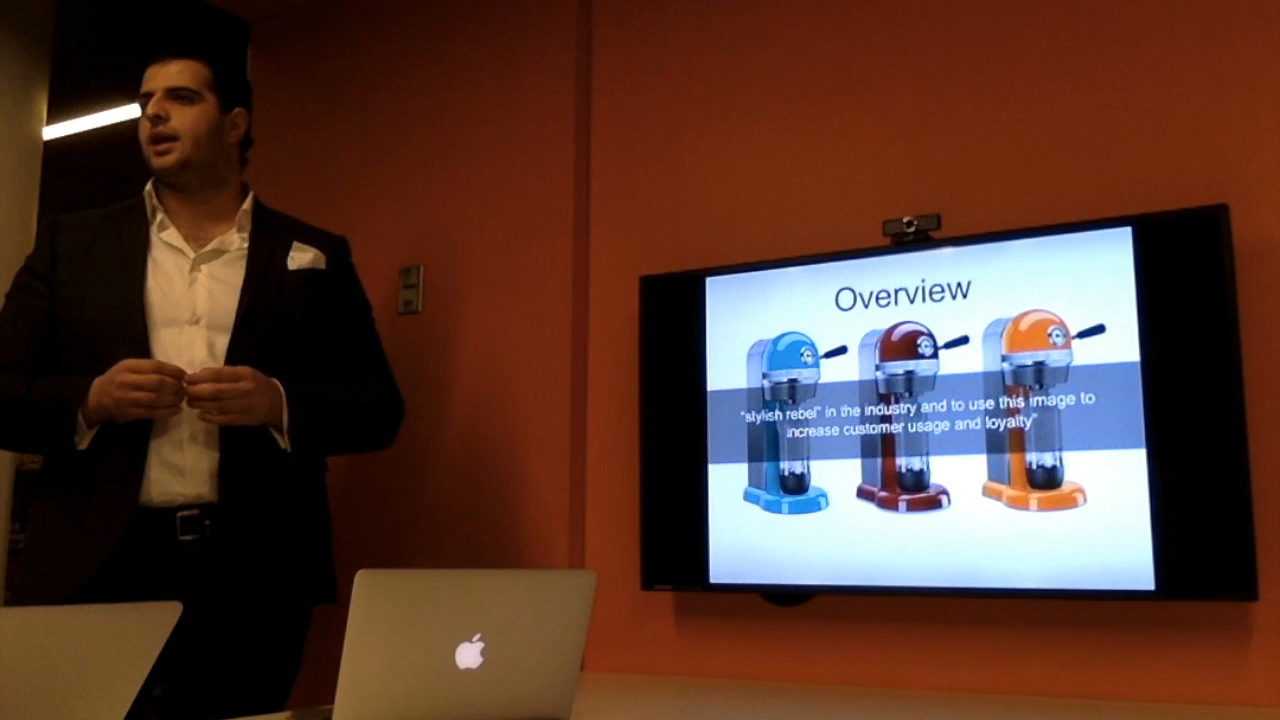 Overview
"stylish rebel" in the industry and to use this image to
increase customer usage and loyalty"